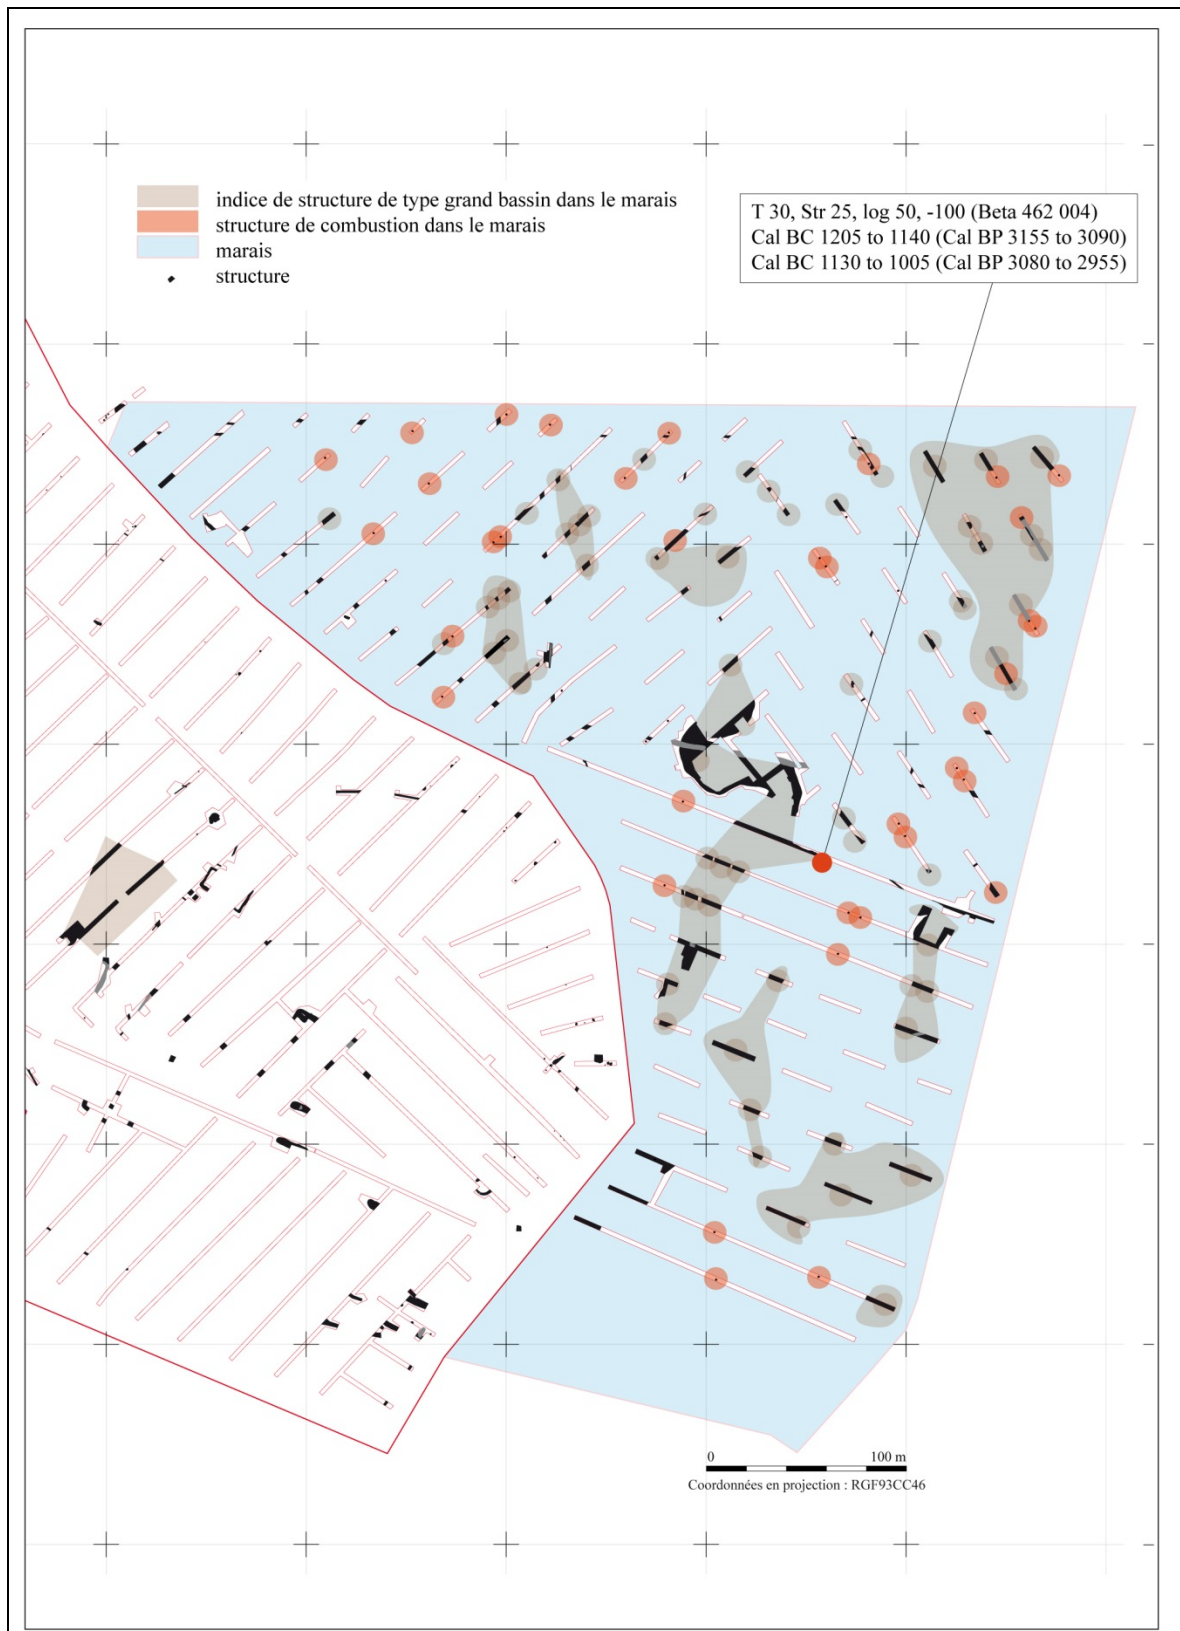 indice de structure de type grand bassin dans le marais
structure de combustion dans le marais
marais
structure
T 30, Str 25, log 50, -100 (Beta 462 004)
Cal BC 1205 to 1140 (Cal BP 3155 to 3090)
Cal BC 1130 to 1005 (Cal BP 3080 to 2955)
0 100 m
Coordonnées en projection : RGF93CC46